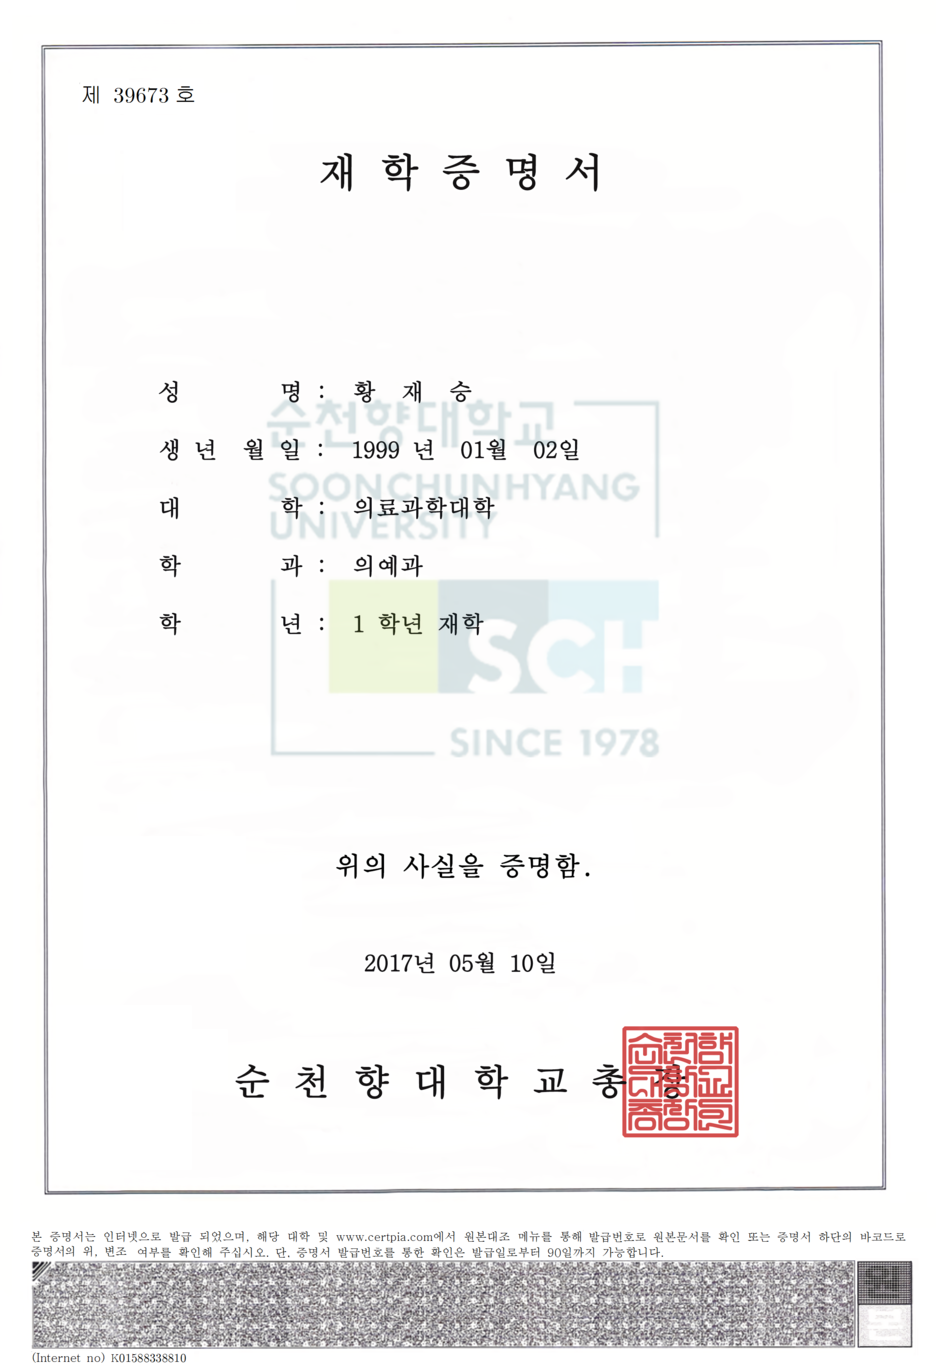 제 39673 호
재 학 증 명 서
성 명 : 황 재 승
생 년 월 일 : 1999 년 01월 02일
대 학 : 의료과학대학
학 과 : 의예과
학 년 : 1 학년 재학
순천향대학교
SOONCHUNHYANG
UNIVERSITY
SCH
SINCE 1978
위의 사실을 증명함.
2017년 05월 10일
순 천 향 대 학 교 총 장
본 증명서는 인터넷으로 발급 되었으며, 해당 대학 및 www.certpia.com에서 원본대조 메뉴를 통해 발급번호로 원본문서를 확인 또는 증명서 하단의 바코드로
증명서의 위, 변조 여부를 확인해 주십시오. 단, 증명서 발급번호를 통한 확인은 발급일로부터 90일까지 가능합니다.
(Internet no) K01588338810